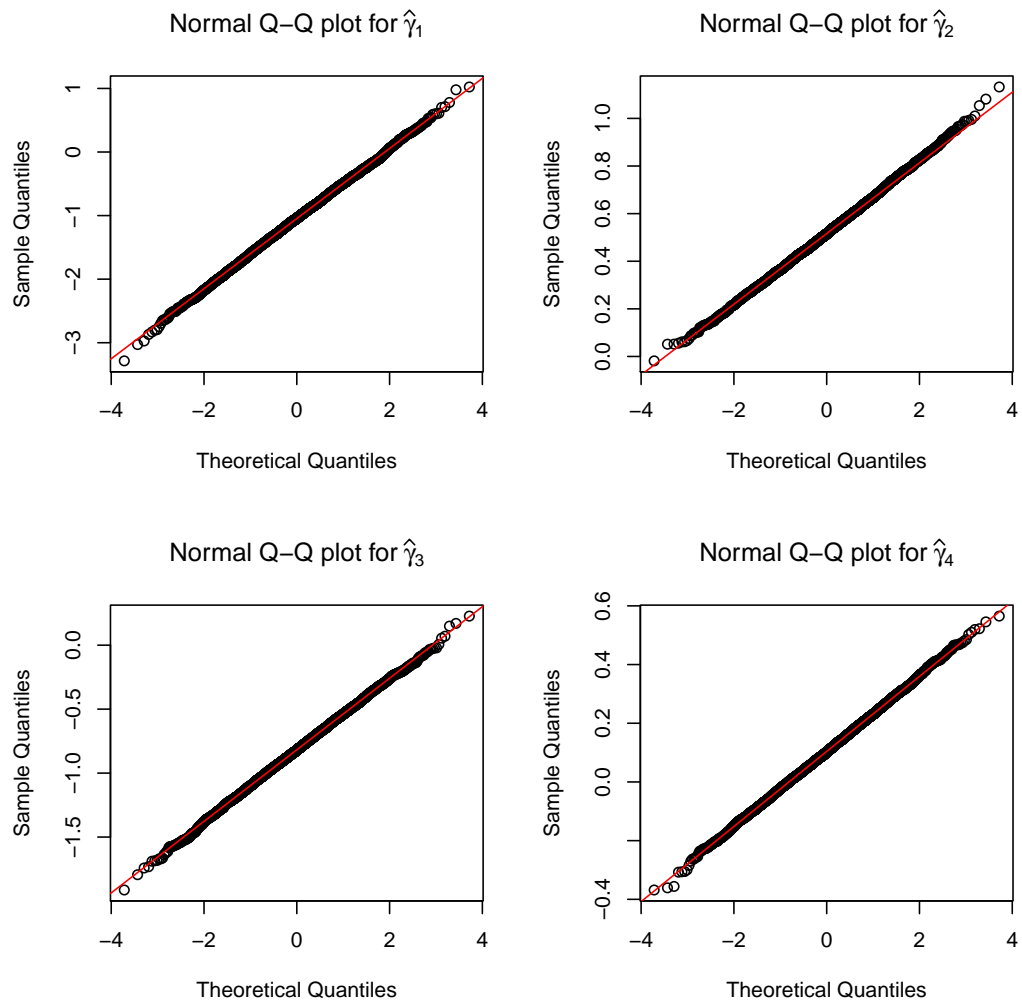 Normal Q−Q plot for γ̂1
Normal Q−Q plot for γ̂2
Sample Quantiles
1
0
−1
−2
−3
−4 −2 0 2 4
Theoretical Quantiles
Sample Quantiles
1.0
0.8
0.6
0.4
0.2
0.0
−4 −2 0 2 4
Theoretical Quantiles
Normal Q−Q plot for γ̂3
Normal Q−Q plot for γ̂4
Sample Quantiles
0.0
−0.5
−1.0
−1.5
−4 −2 0 2 4
Theoretical Quantiles
Sample Quantiles
0.6
0.4
0.2
0.0
−0.4
−4 −2 0 2 4
Theoretical Quantiles